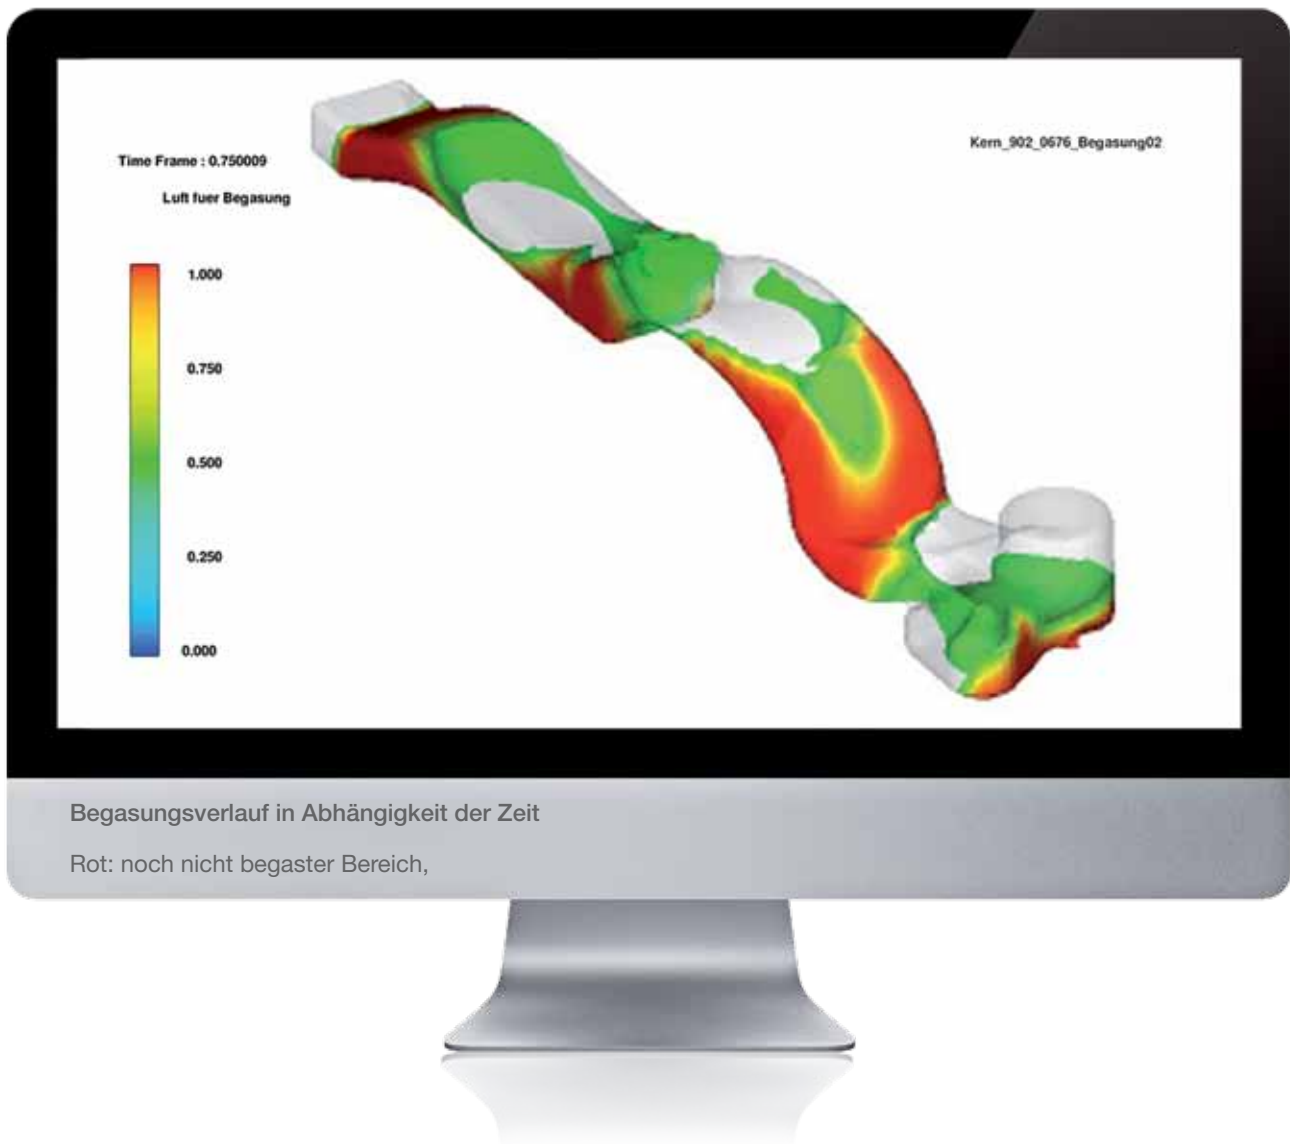 Kern_902_0676_Begasung02
Time Frame : 0.750009
Luft fuer Begasung
1.000
0.750
0.500
0.250
0.000
Begasungsverlauf in Abhängigkeit der Zeit
Rot: noch nicht begaster Bereich,